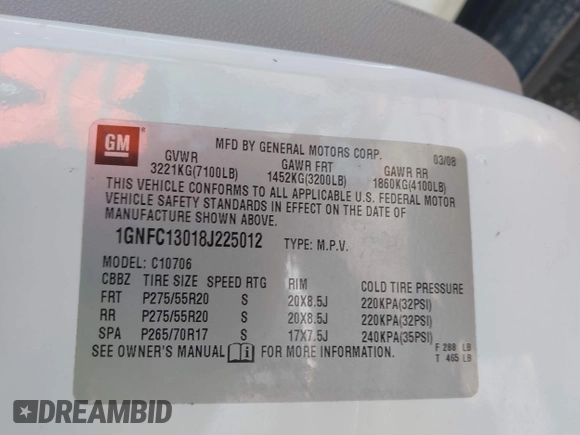 GM
MFD BY GENERAL MOTORS CORP. 03/08
GVWR GAWR FRT GAWR RR
3221KG(7100LB) 1452KG(3200LB) 1860KG(4100LB)
THIS VEHICLE CONFORMS TO ALL APPLICABLE U.S. FEDERAL MOTOR
VEHICLE SAFETY STANDARDS IN EFFECT ON THE DATE OF
MANUFACTURE SHOWN ABOVE.
1GNFC13018J225012 TYPE: M.P.V.
MODEL: C10706
CBBZ TIRE SIZE SPEED RTG RIM COLD TIRE PRESSURE
FRT P275/55R20 S 20X8.5J 220KPA(32PSI)
RR P275/55R20 S 20X8.5J 220KPA(32PSI)
SPA P265/70R17 S 17X7.5J 240KPA(35PSI)
SEE OWNER'S MANUAL FOR MORE INFORMATION. F 288 LB
T 465 LB
DREAMBID